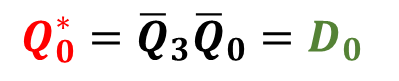 Q₀* = Q̅₃Q̅₀ = D₀